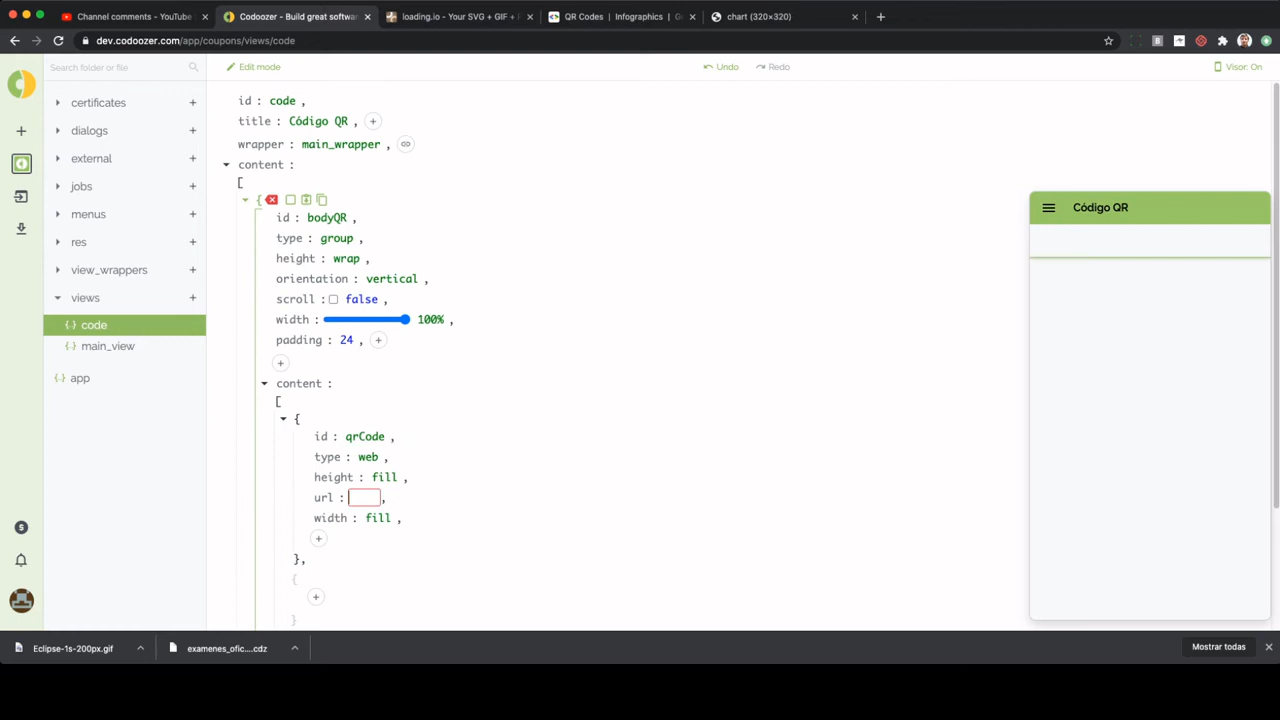 Channel comments - YouTube
Codoozer - Build great softwar
loading.io - Your SVG + GIF + P
QR Codes | Infographics | Go
chart (320×320)
dev.codoozer.com/app/coupons/views/code
Search folder or file
Edit mode
Undo
Redo
Visor: On
certificates
dialogs
external
jobs
menus
res
view_wrappers
views
{.} code
{.} main_view
{.} app
id : code ,
title : Código QR ,
wrapper : main_wrapper ,
content :
[
{
id : bodyQR ,
type : group ,
height : wrap ,
orientation : vertical ,
scroll : false ,
width : 100% ,
padding : 24 ,
content :
[
{
id : qrCode ,
type : web ,
height : fill ,
url : ,
width : fill ,
},
{
}
Código QR
Eclipse-1s-200px.gif
examenes_ofic....cdz
Mostrar todas